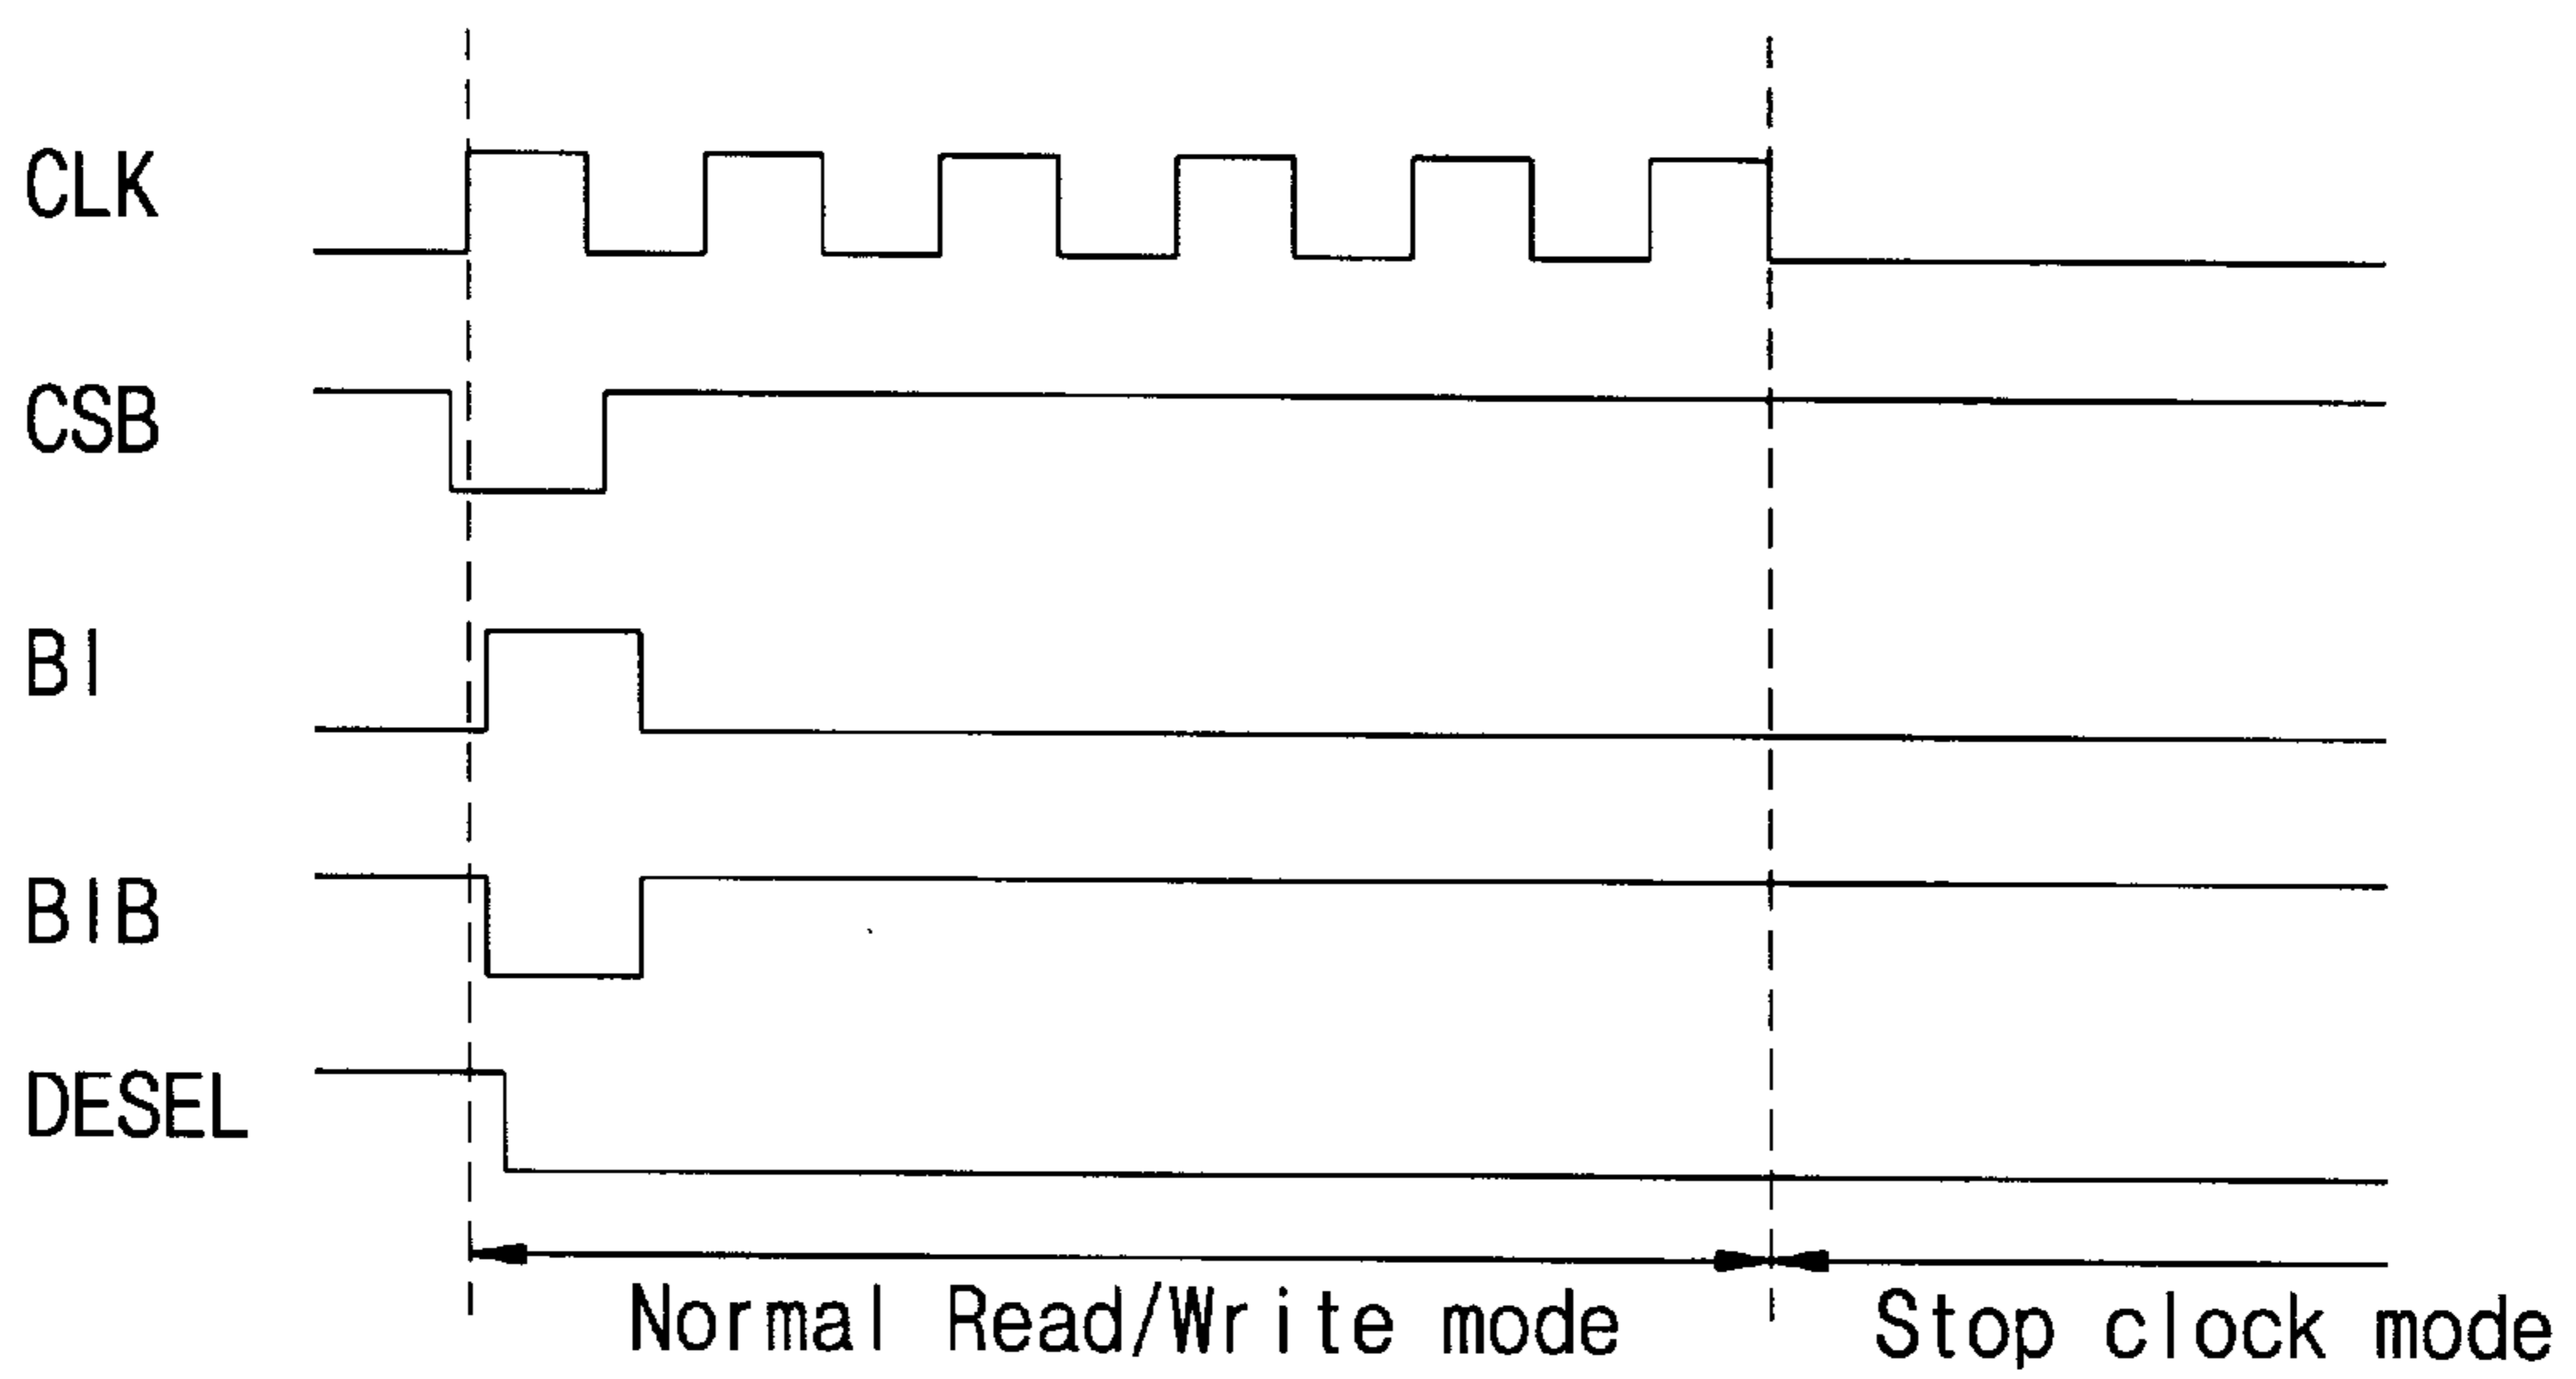 CLK
CSB
BI
BIB
DESEL
Normal Read/Write mode
Stop clock mode